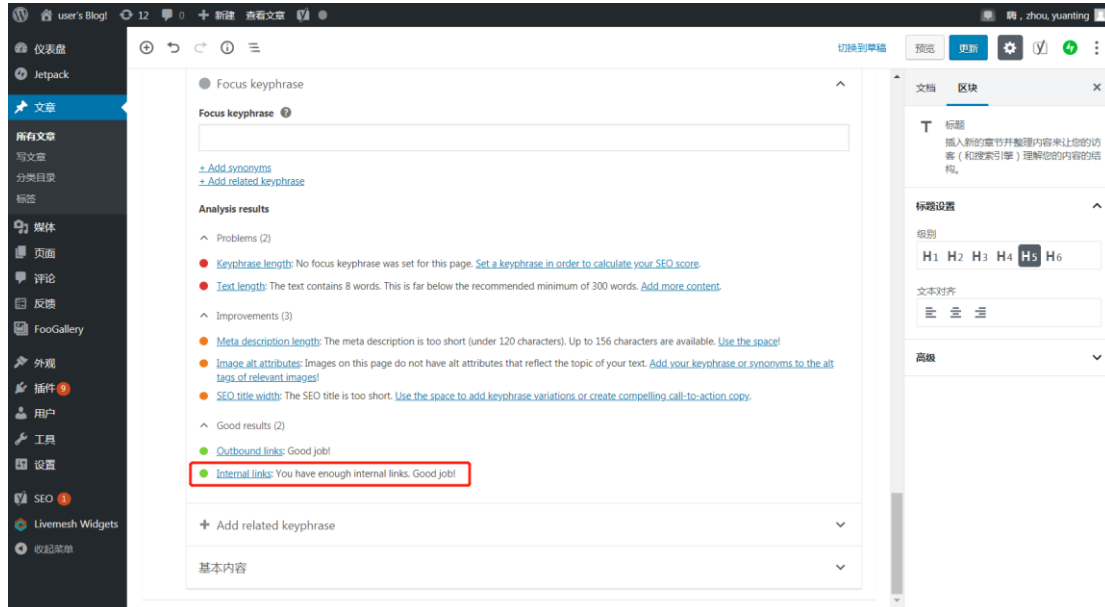 user's Blog! 12 0 新建 查看文章
嗨 , zhou, yuanting
仪表盘
Jetpack
文章
所有文章
写文章
分类目录
标签
媒体
页面
评论
反馈
FooGallery
外观
插件 9
用户
工具
设置
SEO 1
Livemesh Widgets
收起菜单
切换到草稿 预览 更新
Focus keyphrase
Focus keyphrase
+ Add synonyms
+ Add related keyphrase
Analysis results
Problems (2)
Keyphrase length: No focus keyphrase was set for this page. Set a keyphrase in order to calculate your SEO score.
Text length: The text contains 8 words. This is far below the recommended minimum of 300 words. Add more content.
Improvements (3)
Meta description length: The meta description is too short (under 120 characters). Up to 156 characters are available. Use the space!
Image alt attributes: Images on this page do not have alt attributes that reflect the topic of your text. Add your keyphrase or synonyms to the alt
tags of relevant images!
SEO title width: The SEO title is too short. Use the space to add keyphrase variations or create compelling call-to-action copy.
Good results (2)
Outbound links: Good job!
Internal links: You have enough internal links. Good job!
+ Add related keyphrase
基本内容
文档 区块
标题
插入新的章节并整理内容来让您的访
客（和搜索引擎）理解您的内容的结
构。
标题设置
级别
H1 H2 H3 H4 H5 H6
文本对齐
高级